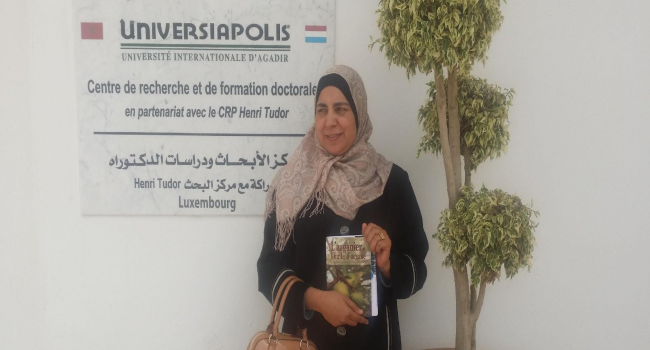 UNIVERSIAPOLIS
UNIVERSITÉ INTERNATIONALE D'AGADIR
Centre de recherche et de formation doctorale
en partenariat avec le CRP Henri Tudor
كز الأبحاث ودراسات الدكتوراه
راكة مع مركز البحث Henri Tudor
Luxembourg
L'arganier